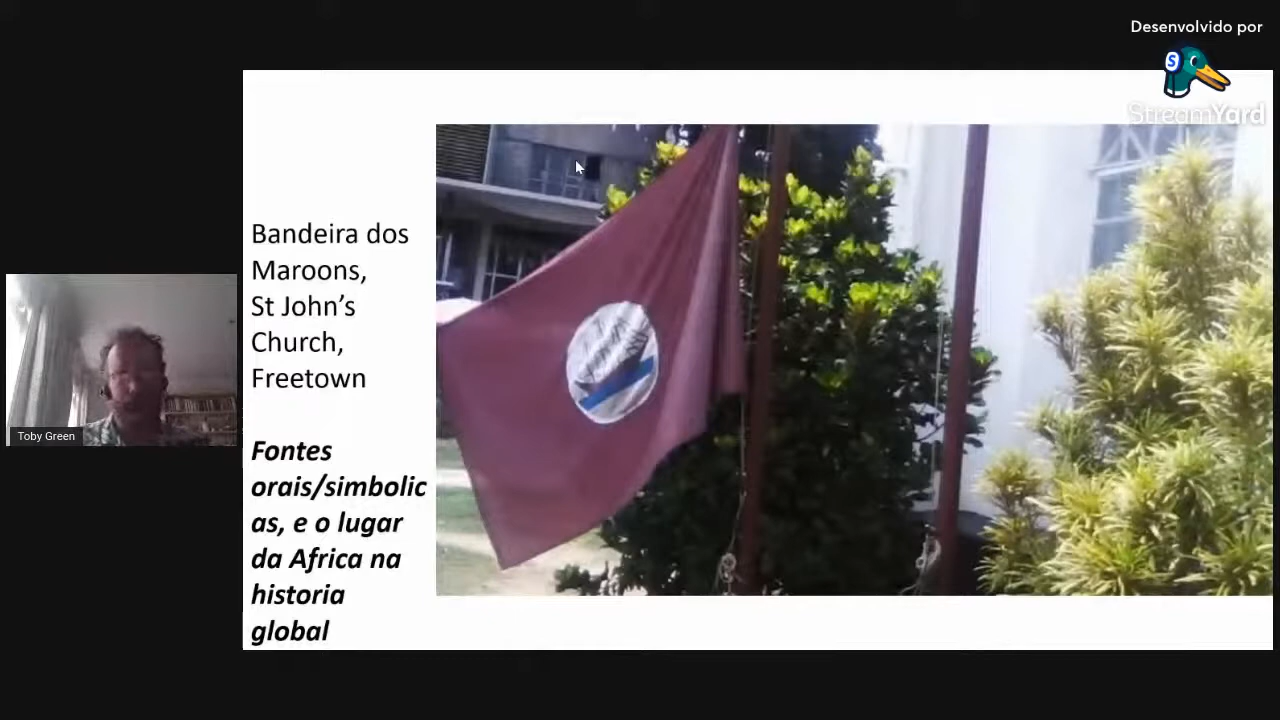 Desenvolvido por
StreamYard
Bandeira dos
Maroons,
St John’s
Church,
Freetown
Fontes
orais/simbolic
as, e o lugar
da Africa na
historia
global
Toby Green